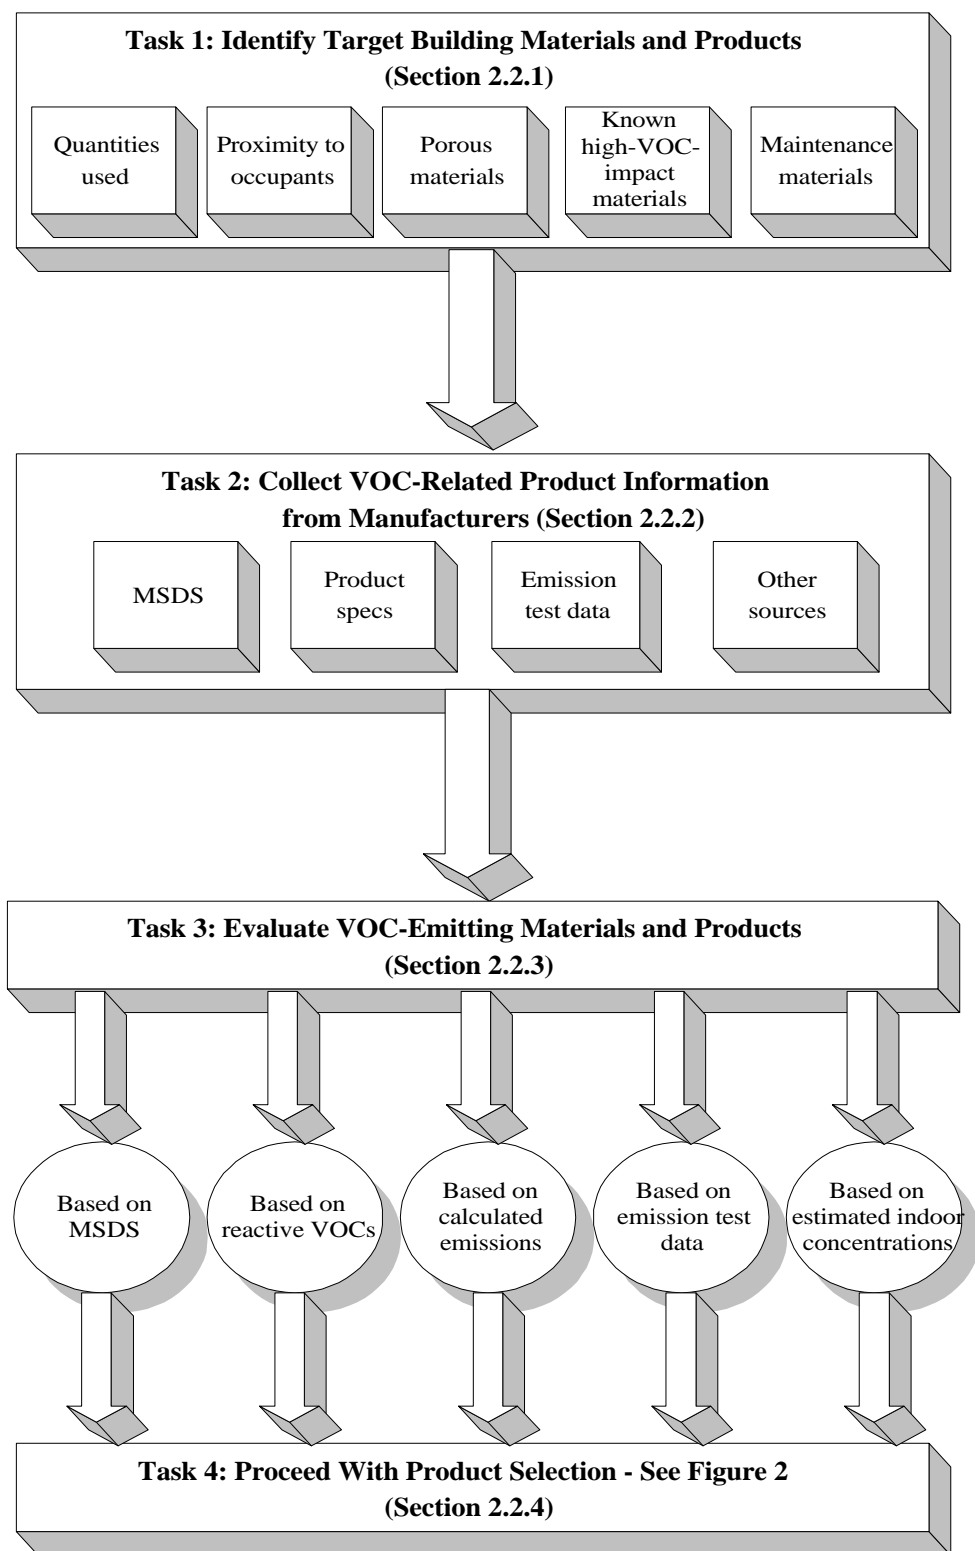 Task 1: Identify Target Building Materials and Products
(Section 2.2.1)
Quantities
used
Proximity to
occupants
Porous
materials
Known
high-VOC-
impact
materials
Maintenance
materials
Task 2: Collect VOC-Related Product Information
from Manufacturers (Section 2.2.2)
MSDS
Product
specs
Emission
test data
Other
sources
Task 3: Evaluate VOC-Emitting Materials and Products
(Section 2.2.3)
Based on
MSDS
Based on
reactive VOCs
Based on
calculated
emissions
Based on
emission test
data
Based on
estimated indoor
concentrations
Task 4: Proceed With Product Selection - See Figure 2
(Section 2.2.4)